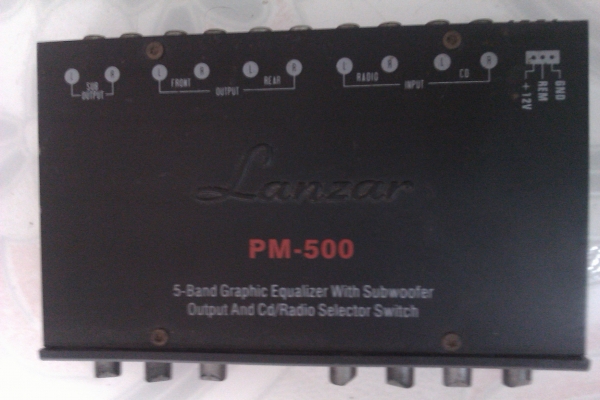 L R L R L R L R L R
SUB OUTPUT
FRONT
REAR
OUTPUT
RADIO
CD
INPUT
+12V
REM
GND
Lanzar
PM-500
5-Band Graphic Equalizer With Subwoofer
Output And Cd/Radio Selector Switch